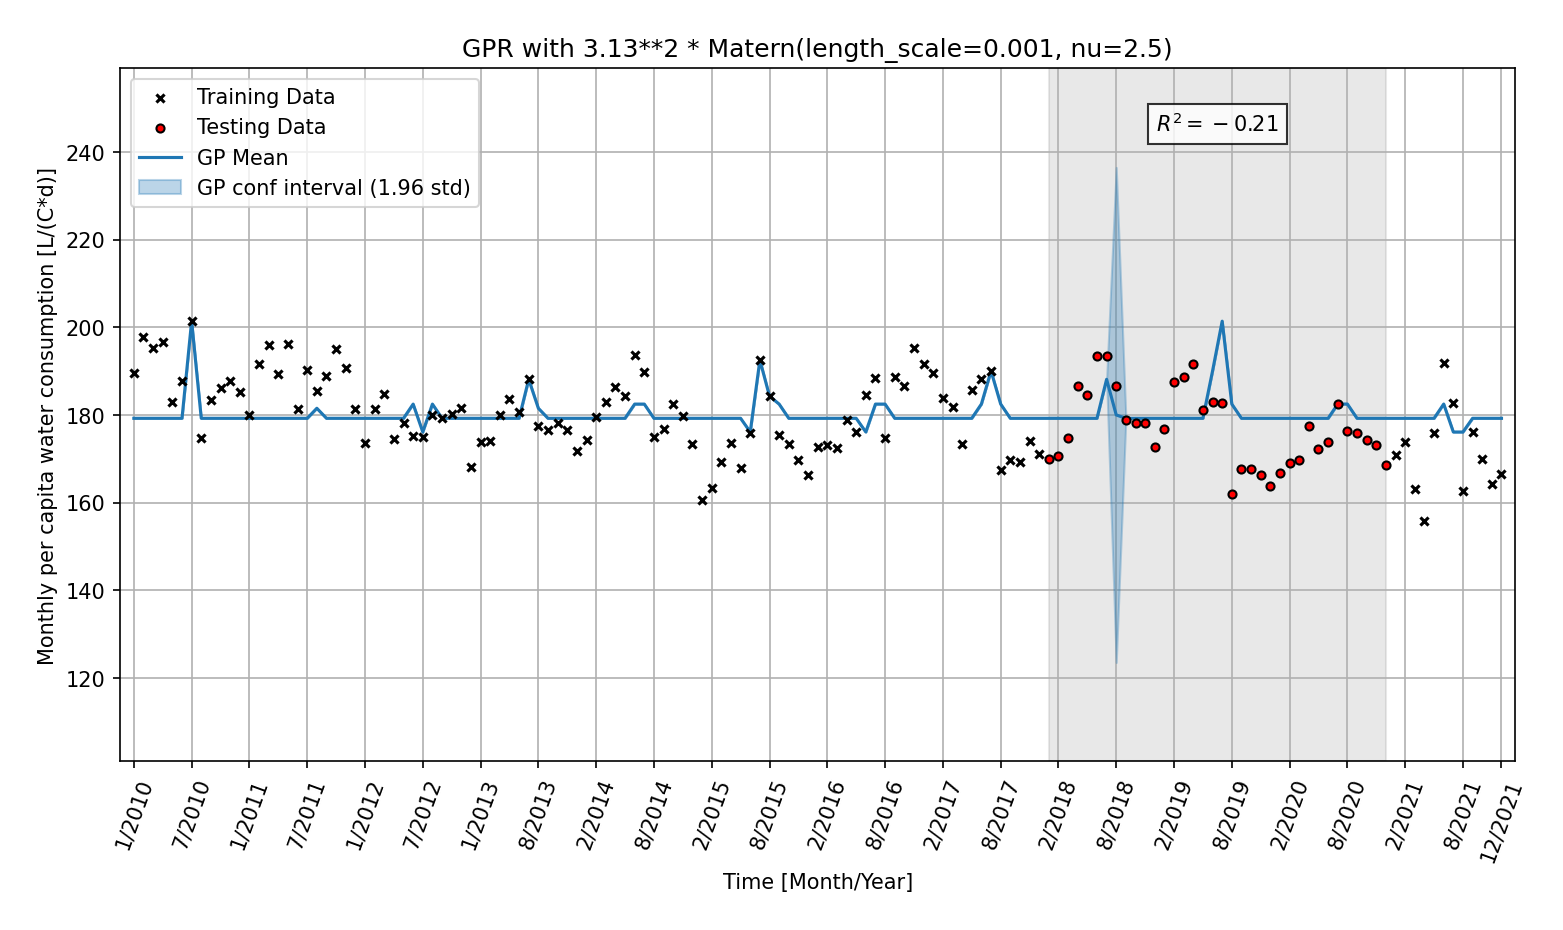 GPR with 3.13**2 * Matern(length_scale=0.001, nu=2.5)
Training Data
Testing Data
GP Mean
GP conf interval (1.96 std)
R² = −0.21
Monthly per capita water consumption [L/(C*d)]
240
220
200
180
160
140
120
1/2010 7/2010 1/2011 7/2011 1/2012 7/2012 1/2013 8/2013 2/2014 8/2014 2/2015 8/2015 2/2016 8/2016 2/2017 8/2017 2/2018 8/2018 2/2019 8/2019 2/2020 8/2020 2/2021 8/2021 12/2021
Time [Month/Year]